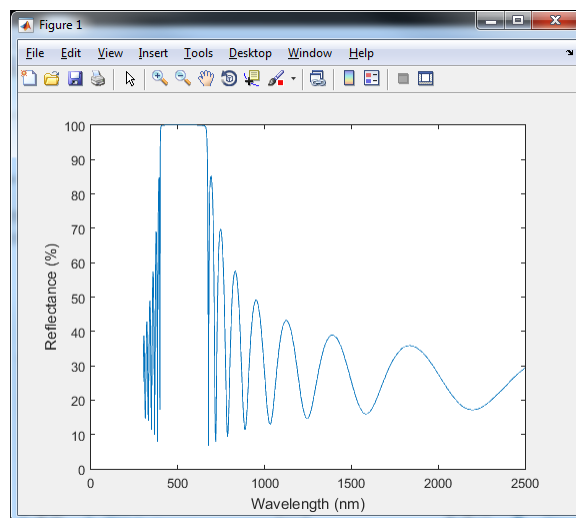 Figure 1
File Edit View Insert Tools Desktop Window Help
100
90
80
70
60
50
40
30
20
10
0
Reflectance (%)
0 500 1000 1500 2000 2500
Wavelength (nm)